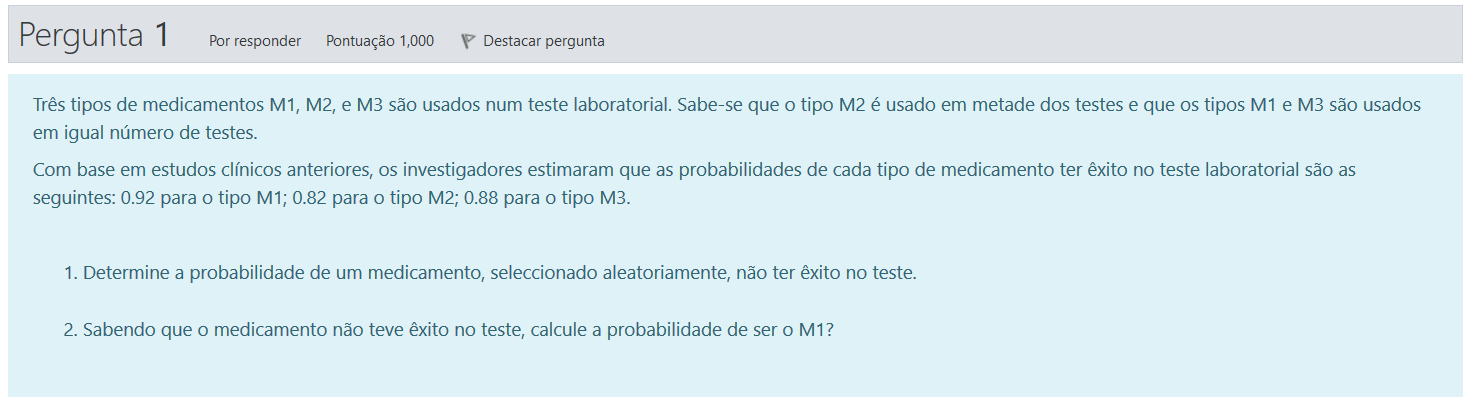 Pergunta 1 Por responder Pontuação 1,000 Destacar pergunta
Três tipos de medicamentos M1, M2, e M3 são usados num teste laboratorial. Sabe-se que o tipo M2 é usado em metade dos testes e que os tipos M1 e M3 são usados
em igual número de testes.
Com base em estudos clínicos anteriores, os investigadores estimaram que as probabilidades de cada tipo de medicamento ter êxito no teste laboratorial são as
seguintes: 0.92 para o tipo M1; 0.82 para o tipo M2; 0.88 para o tipo M3.
1. Determine a probabilidade de um medicamento, seleccionado aleatoriamente, não ter êxito no teste.
2. Sabendo que o medicamento não teve êxito no teste, calcule a probabilidade de ser o M1?